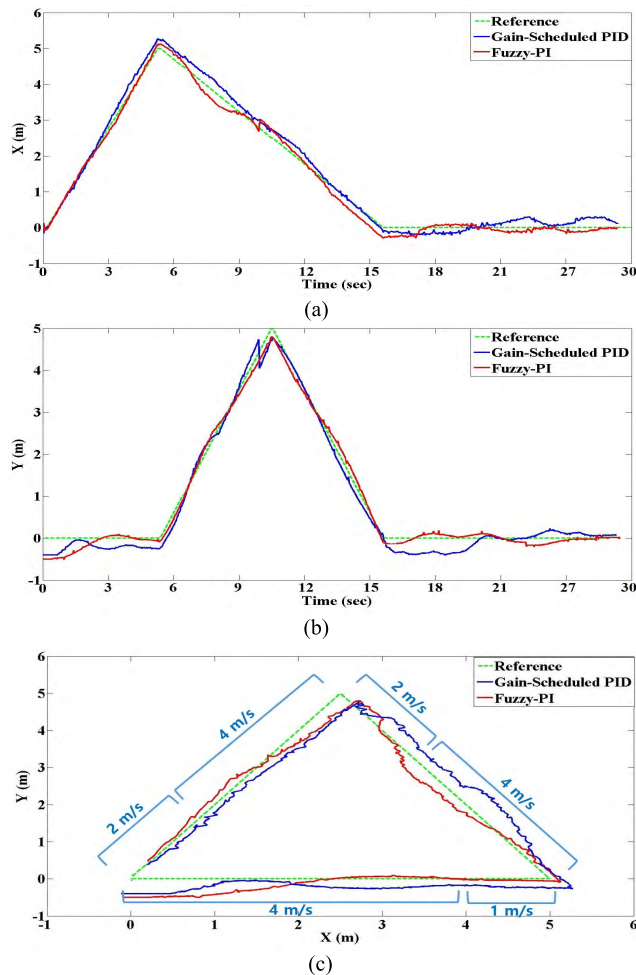 6
5
4
3
2
1
0
-1
X (m)
Reference
Gain-Scheduled PID
Fuzzy-PI
0 3 6 9 12 15 18 21 24 27 30
Time (sec)
(a)
5
4
3
2
1
0
-1
Y (m)
Reference
Gain-Scheduled PID
Fuzzy-PI
0 3 6 9 12 15 18 21 24 27 30
Time (sec)
(b)
6
5
4
3
2
1
0
-1
Y (m)
Reference
Gain-Scheduled PID
Fuzzy-PI
2 m/s
4 m/s
2 m/s
4 m/s
4 m/s
1 m/s
-1 0 1 2 3 4 5 6
X (m)
(c)